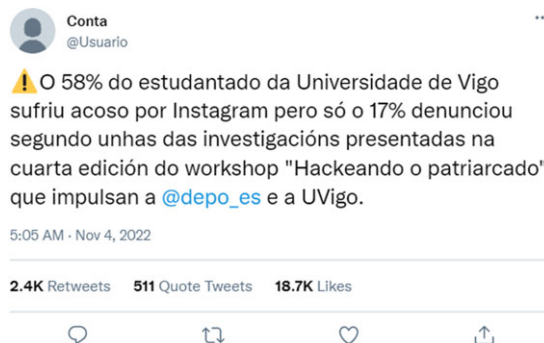 Conta
@Usuario
⚠️O 58% do estudantado da Universidade de Vigo
sufriu acoso por Instagram pero só o 17% denunciou
segundo unhas das investigacións presentadas na
cuarta edición do workshop "Hackeando o patriarcado"
que impulsan a @depo_es e a UVigo.
5:05 AM · Nov 4, 2022
2.4K Retweets 511 Quote Tweets 18.7K Likes